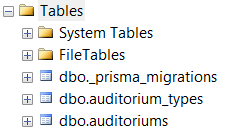 Tables
System Tables
FileTables
dbo._prisma_migrations
dbo.auditorium_types
dbo.auditoriums